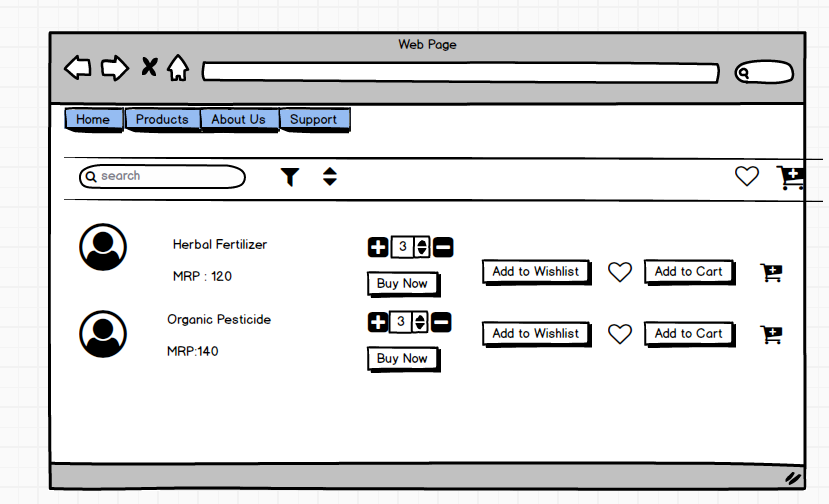 Web Page
Home Products About Us Support
search
Herbal Fertilizer
3
MRP : 120
Buy Now
Add to Wishlist
Add to Cart
Organic Pesticide
3
MRP:140
Buy Now
Add to Wishlist
Add to Cart